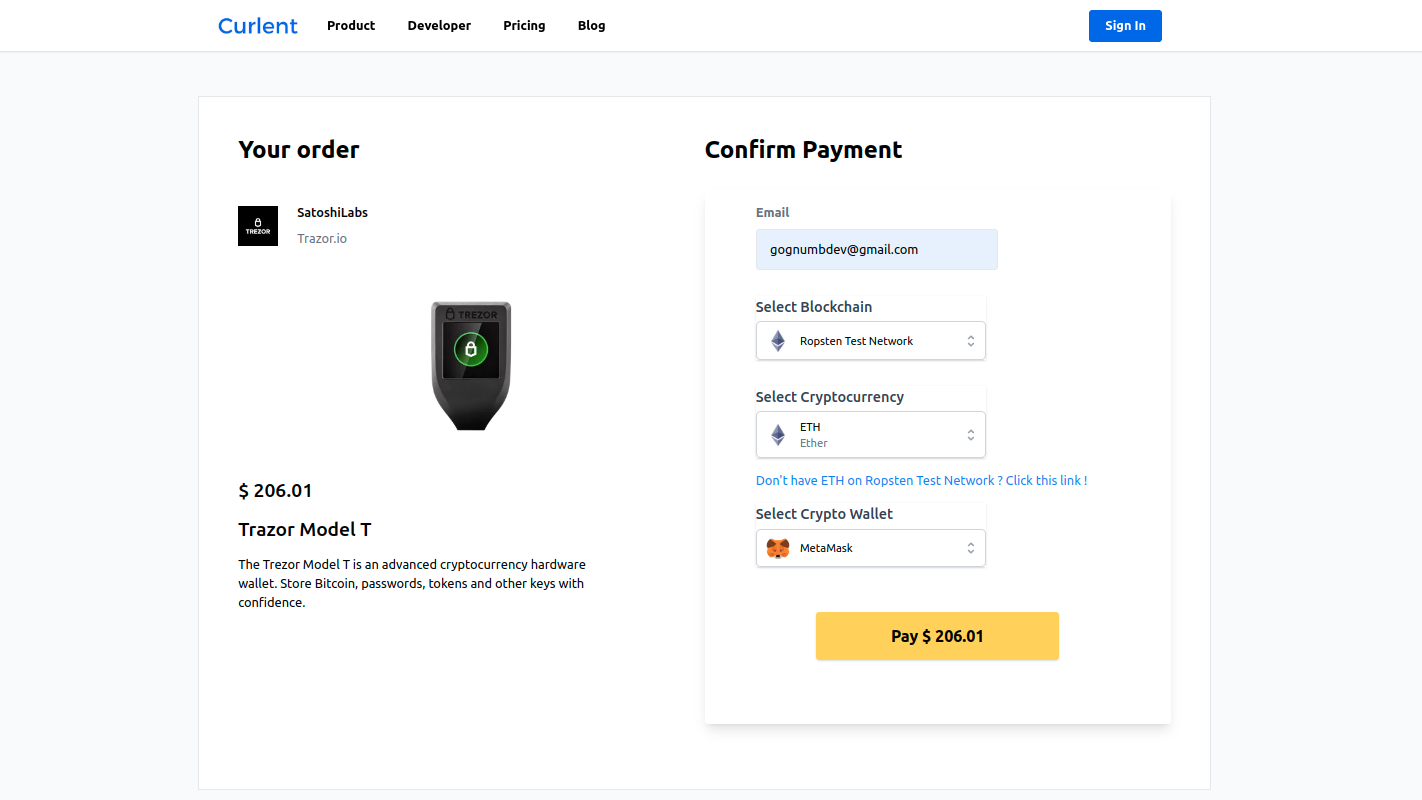 Curlent
Product
Developer
Pricing
Blog
Sign In
Your order
TREZOR
SatoshiLabs
Trazor.io
TREZOR
$ 206.01
Trazor Model T
The Trezor Model T is an advanced cryptocurrency hardware
wallet. Store Bitcoin, passwords, tokens and other keys with
confidence.
Confirm Payment
Email
gognumbdev@gmail.com
Select Blockchain
Ropsten Test Network
Select Cryptocurrency
ETH
Ether
Don't have ETH on Ropsten Test Network ? Click this link !
Select Crypto Wallet
MetaMask
Pay $ 206.01